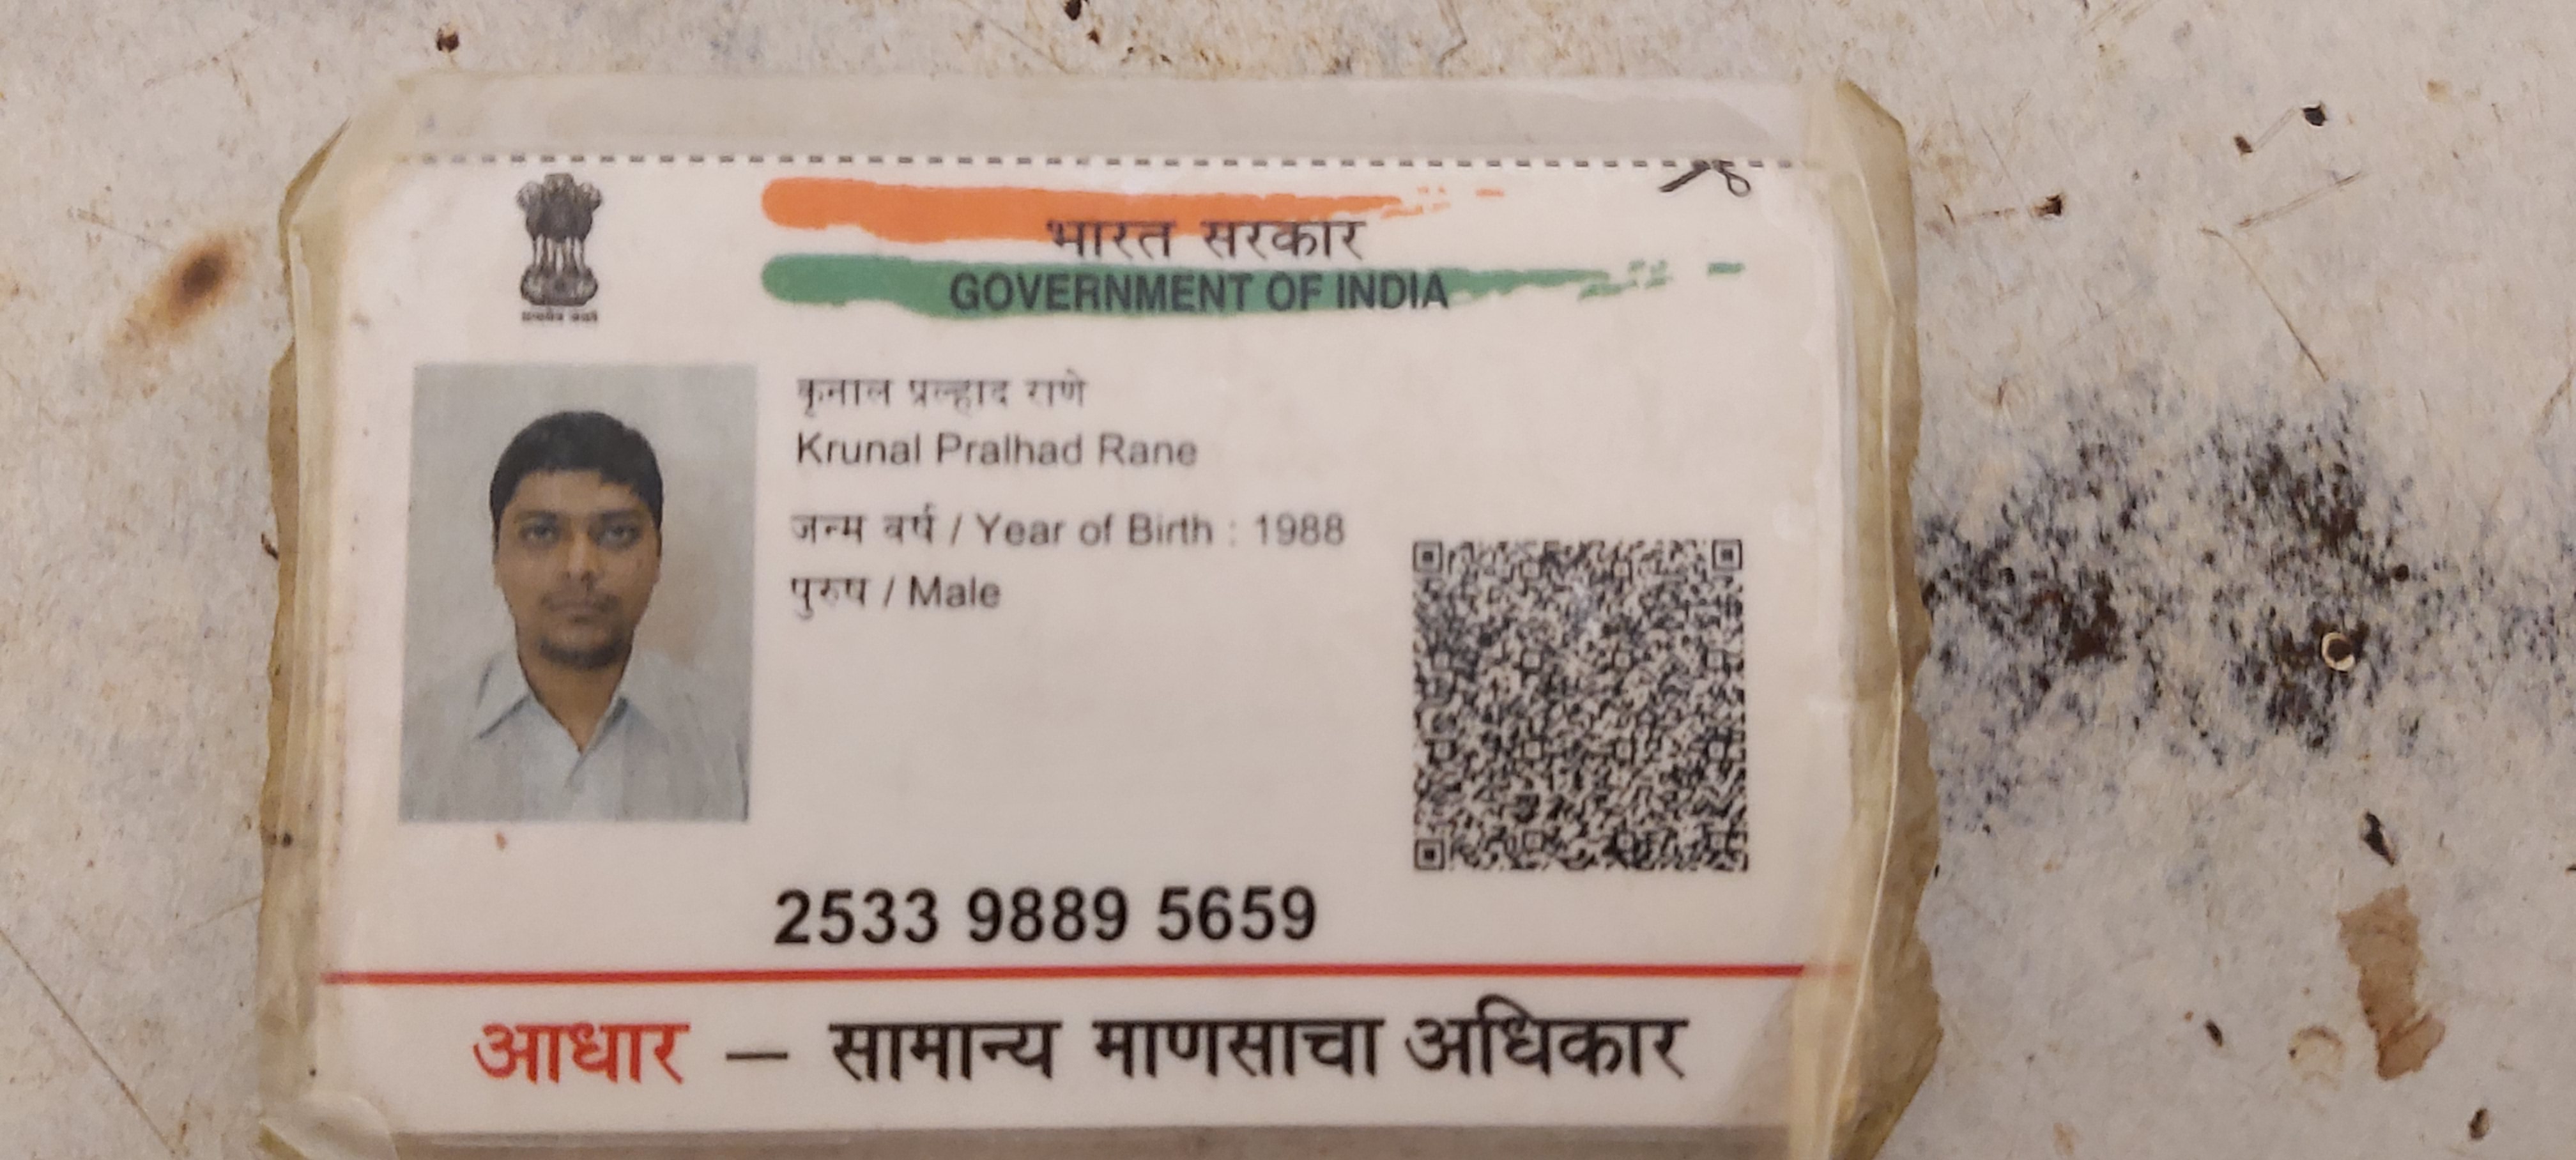 भारत सरकार
GOVERNMENT OF INDIA
कृनाल प्रल्हाद राणे
Krunal Pralhad Rane
जन्म वर्ष / Year of Birth : 1988
पुरुष / Male
2533 9889 5659
आधार — सामान्य माणसाचा अधिकार